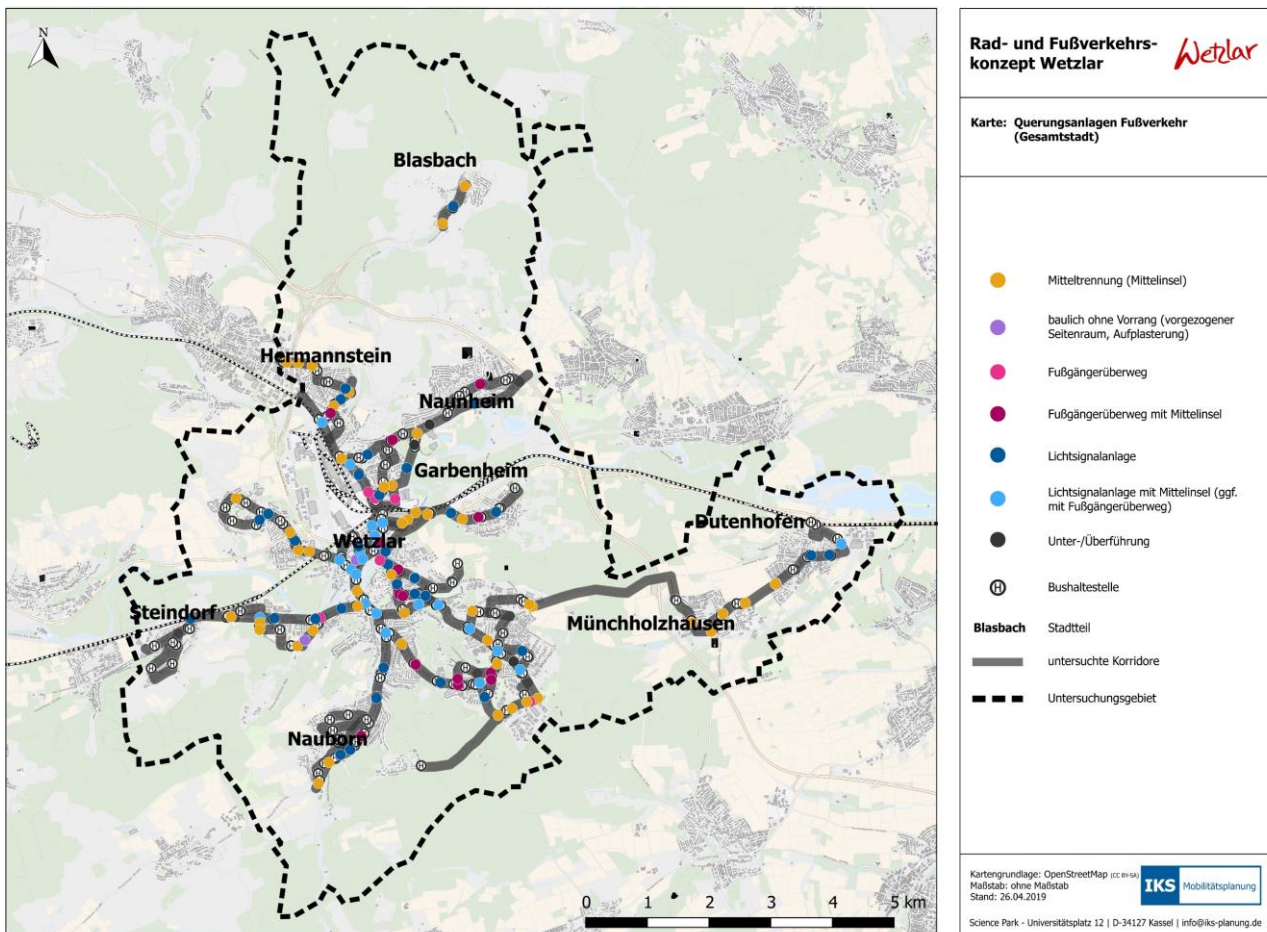 N
Blasbach
Hermannstein
Naunheim
Garbenheim
Dutenhofen
Wetzlar
Steindorf
Münchholzhausen
Nauborn
0 1 2 3 4 5 km
Rad- und Fußverkehrs-
konzept Wetzlar
Wetzlar
Karte: Querungsanlagen Fußverkehr
(Gesamtstadt)
Mitteltrennung (Mittelinsel)
baulich ohne Vorrang (vorgezogener
Seitenraum, Aufplasterung)
Fußgängerüberweg
Fußgängerüberweg mit Mittelinsel
Lichtsignalanlage
Lichtsignalanlage mit Mittelinsel (ggf.
mit Fußgängerüberweg)
Unter-/Überführung
H Bushaltestelle
Blasbach Stadtteil
untersuchte Korridore
Untersuchungsgebiet
Kartengrundlage: OpenStreetMap (CC BY-SA)
Maßstab: ohne Maßstab
Stand: 26.04.2019
IKS Mobilitätsplanung
Science Park - Universitätsplatz 12 | D-34127 Kassel | info@iks-planung.de